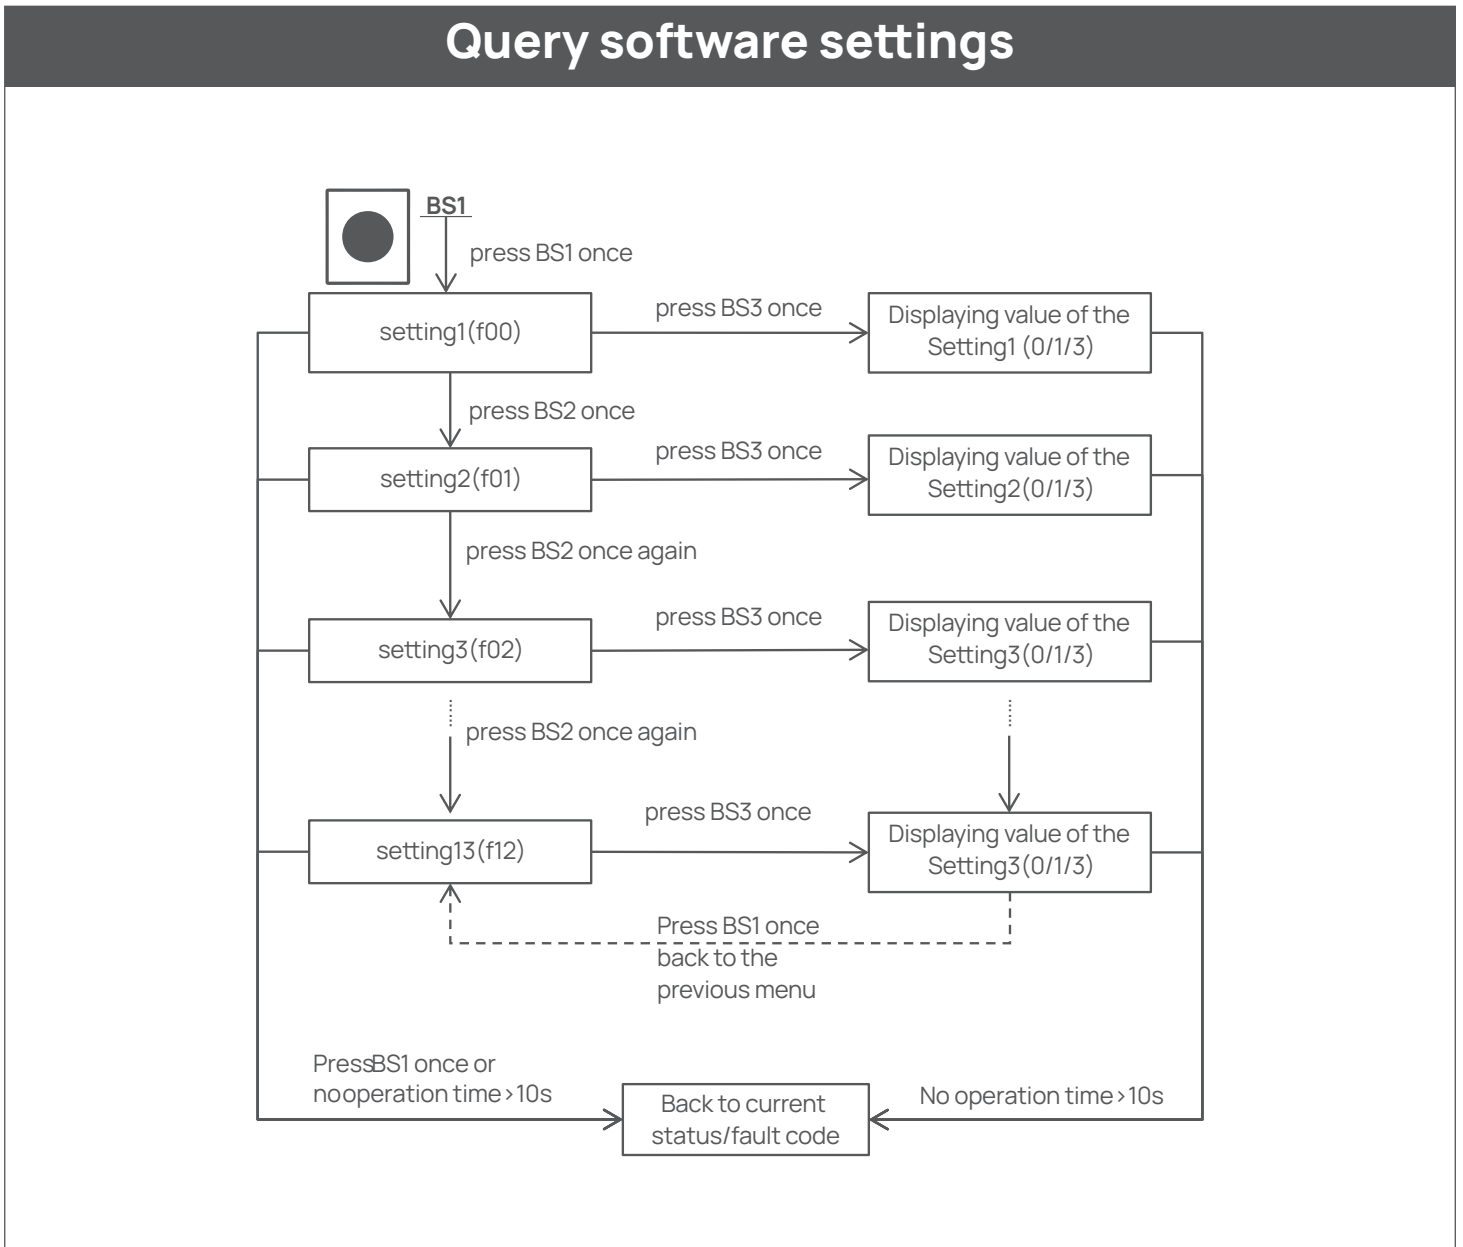 Query software settings
BS1
press BS1 once
setting1(f00)
press BS3 once
Displaying value of the
Setting1 (0/1/3)
press BS2 once
setting2(f01)
press BS3 once
Displaying value of the
Setting2(0/1/3)
press BS2 once again
setting3(f02)
press BS3 once
Displaying value of the
Setting3(0/1/3)
press BS2 once again
setting13(f12)
press BS3 once
Displaying value of the
Setting3(0/1/3)
Press BS1 once
back to the
previous menu
PressBS1 once or
nooperation time>10s
Back to current
status/fault code
No operation time>10s